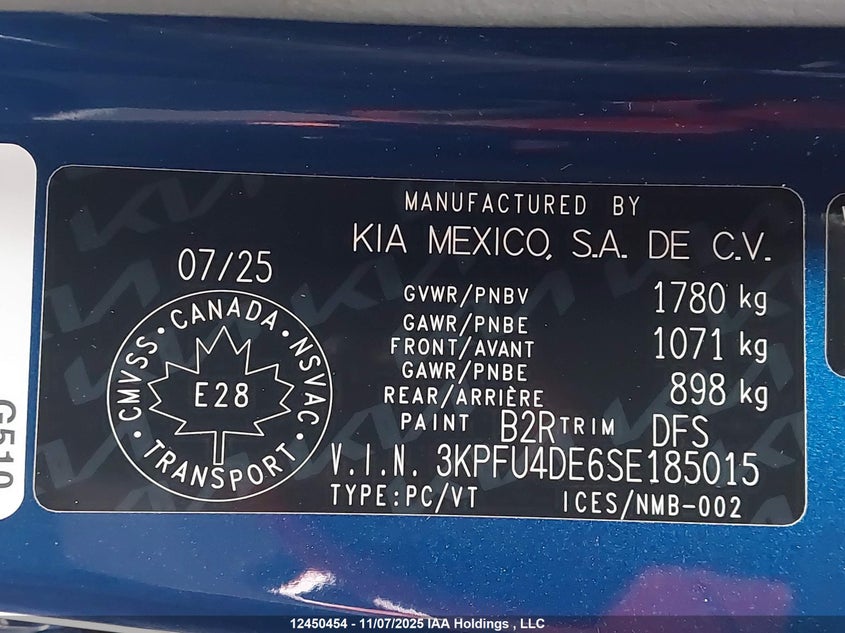 MANUFACTURED BY
KIA MEXICO, S.A. DE C.V.
07/25
GVWR/PNBV 1780 kg
GAWR/PNBE
FRONT/AVANT 1071 kg
GAWR/PNBE
REAR/ARRIÈRE 898 kg
PAINT B2R TRIM DFS
V.I.N. 3KPFU4DE6SE185015
TYPE:PC/VT ICES/NMB-002
CMVSS · CANADA · NSVAC · TRANSPORT ·
E28
12450454 - 11/07/2025 IAA Holdings , LLC